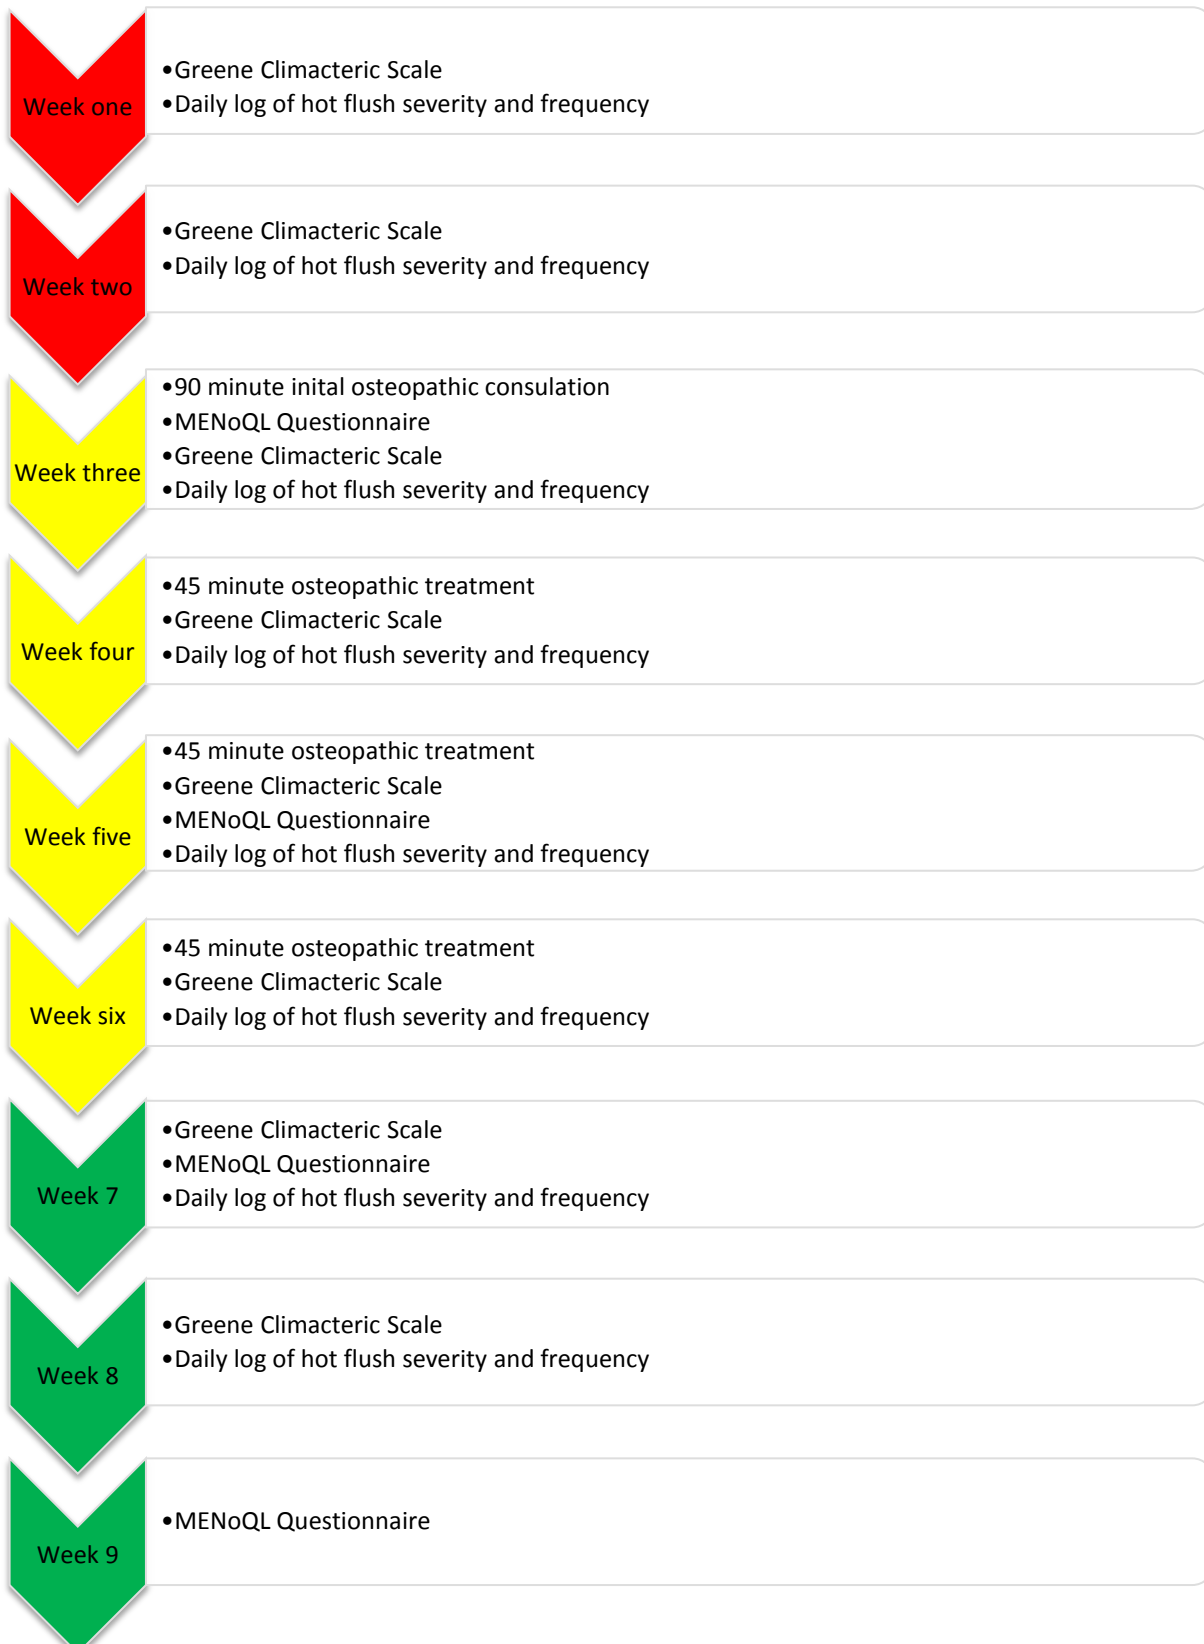 Week one
•Greene Climacteric Scale
•Daily log of hot flush severity and frequency
Week two
•Greene Climacteric Scale
•Daily log of hot flush severity and frequency
Week three
•90 minute inital osteopathic consulation
•MENoQL Questionnaire
•Greene Climacteric Scale
•Daily log of hot flush severity and frequency
Week four
•45 minute osteopathic treatment
•Greene Climacteric Scale
•Daily log of hot flush severity and frequency
Week five
•45 minute osteopathic treatment
•Greene Climacteric Scale
•MENoQL Questionnaire
•Daily log of hot flush severity and frequency
Week six
•45 minute osteopathic treatment
•Greene Climacteric Scale
•Daily log of hot flush severity and frequency
Week 7
•Greene Climacteric Scale
•MENoQL Questionnaire
•Daily log of hot flush severity and frequency
Week 8
•Greene Climacteric Scale
•Daily log of hot flush severity and frequency
Week 9
•MENoQL Questionnaire